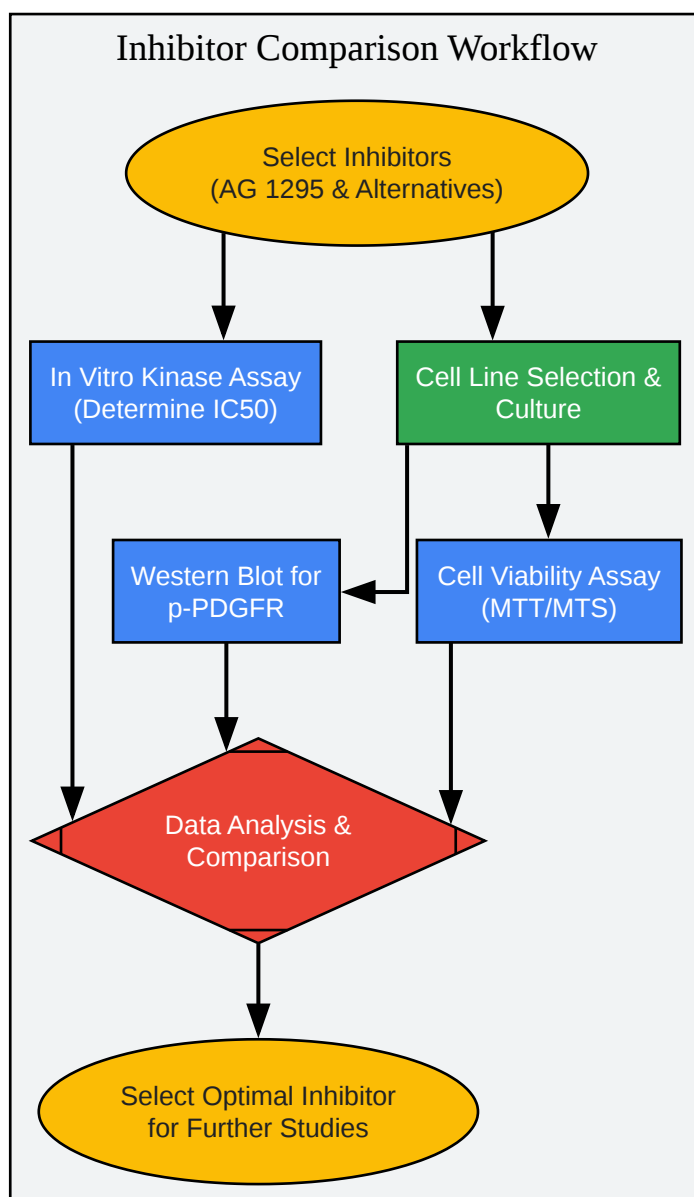 Inhibitor Comparison Workflow
Select Inhibitors
(AG 1295 & Alternatives)
In Vitro Kinase Assay
(Determine IC50)
Cell Line Selection &
Culture
Western Blot for
p-PDGFR
Cell Viability Assay
(MTT/MTS)
Data Analysis &
Comparison
Select Optimal Inhibitor
for Further Studies